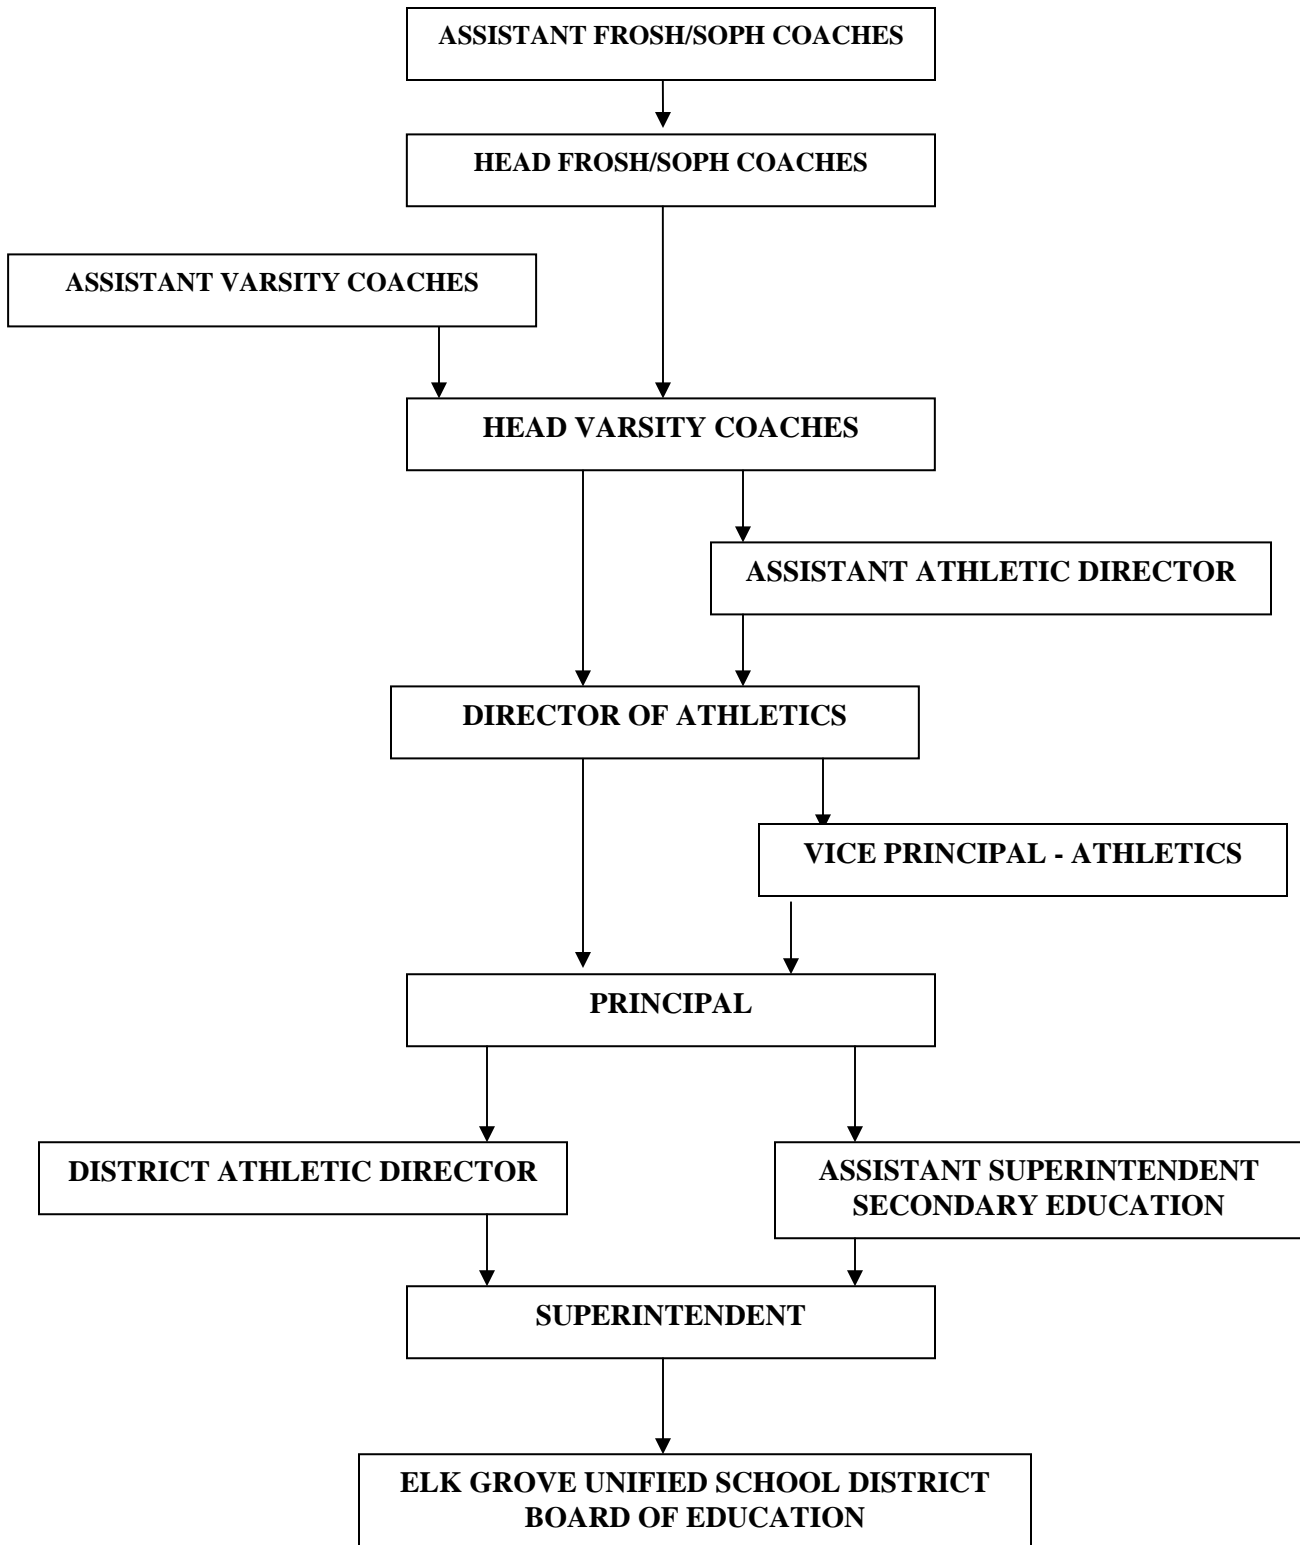 ASSISTANT FROSH/SOPH COACHES
HEAD FROSH/SOPH COACHES
ASSISTANT VARSITY COACHES
HEAD VARSITY COACHES
ASSISTANT ATHLETIC DIRECTOR
DIRECTOR OF ATHLETICS
VICE PRINCIPAL - ATHLETICS
PRINCIPAL
DISTRICT ATHLETIC DIRECTOR
ASSISTANT SUPERINTENDENT
SECONDARY EDUCATION
SUPERINTENDENT
ELK GROVE UNIFIED SCHOOL DISTRICT
BOARD OF EDUCATION